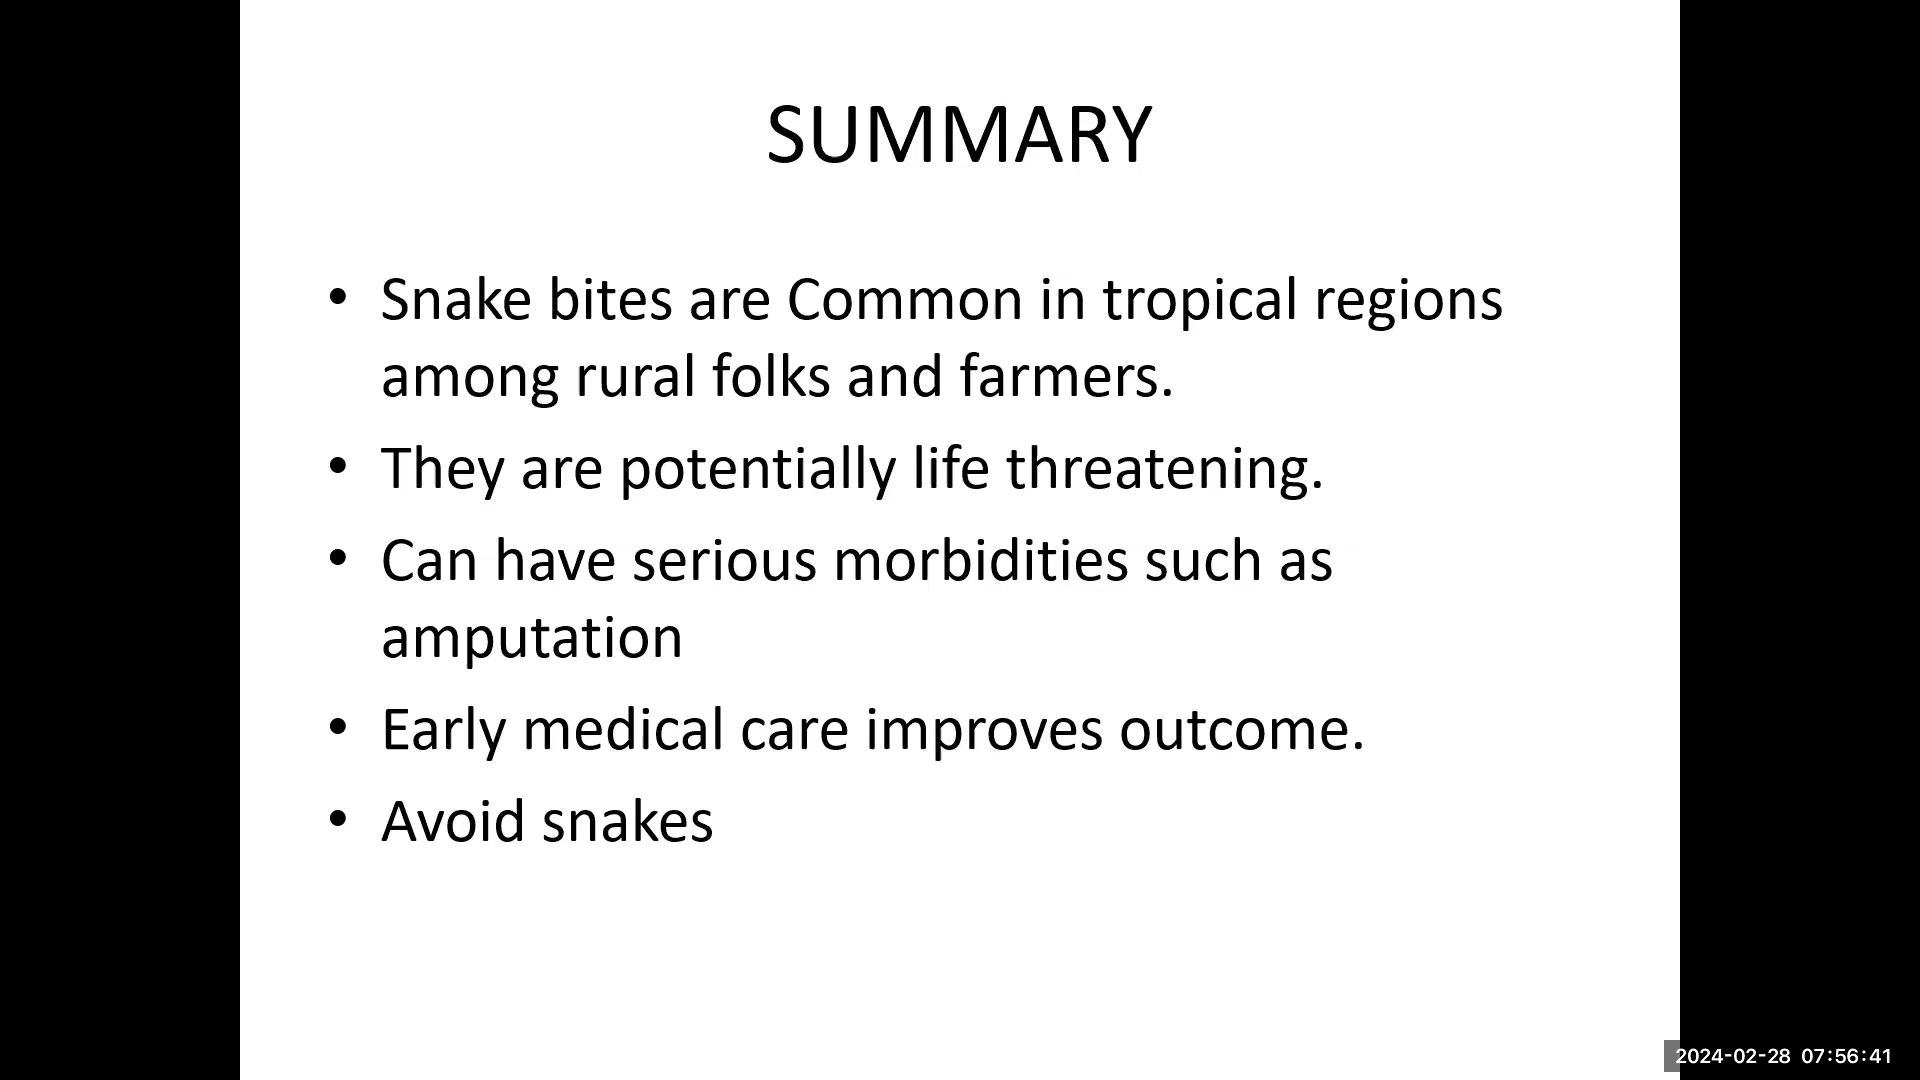 SUMMARY
• Snake bites are Common in tropical regions
among rural folks and farmers.
• They are potentially life threatening.
• Can have serious morbidities such as
amputation
• Early medical care improves outcome.
• Avoid snakes
2024-02-28 07:56:41